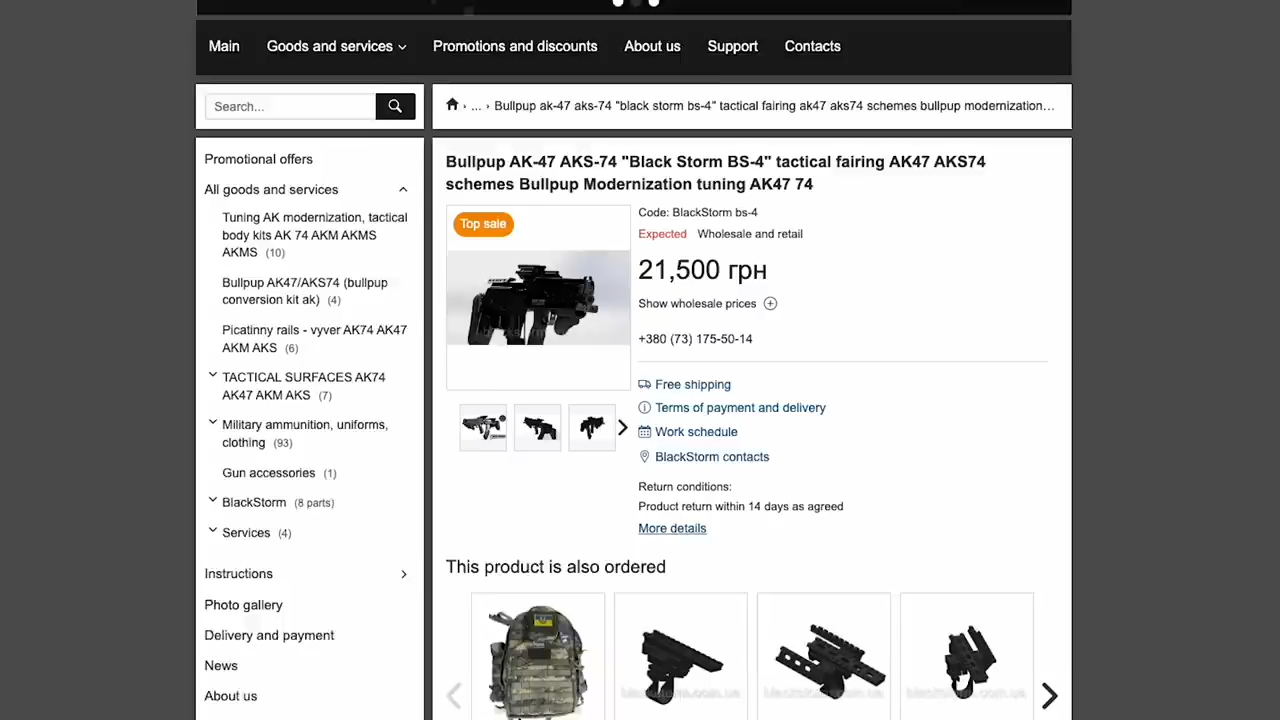 Main
Goods and services
Promotions and discounts
About us
Support
Contacts
Search...
... › Bullpup ak-47 aks-74 "black storm bs-4" tactical fairing ak47 aks74 schemes bullpup modernization…
Promotional offers
All goods and services
Tuning AK modernization, tactical
body kits AK 74 AKM AKMS
AKMS (10)
Bullpup AK47/AKS74 (bullpup
conversion kit ak) (4)
Picatinny rails - vyver AK74 AK47
AKM AKS (6)
TACTICAL SURFACES AK74
AK47 AKM AKS (7)
Military ammunition, uniforms,
clothing (93)
Gun accessories (1)
BlackStorm (8 parts)
Services (4)
Instructions
Photo gallery
Delivery and payment
News
About us
Bullpup AK-47 AKS-74 "Black Storm BS-4" tactical fairing AK47 AKS74
schemes Bullpup Modernization tuning AK47 74
Top sale
Code: BlackStorm bs-4
Expected Wholesale and retail
21,500 грн
Show wholesale prices
+380 (73) 175-50-14
Free shipping
Terms of payment and delivery
Work schedule
BlackStorm contacts
Return conditions:
Product return within 14 days as agreed
More details
This product is also ordered